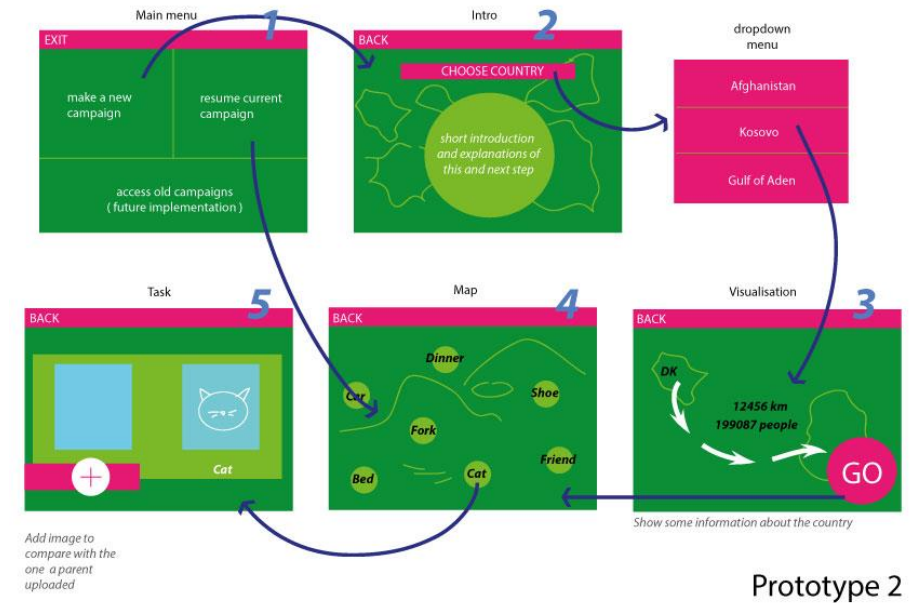 Main menu
1
EXIT
make a new
campaign
resume current
campaign
access old campaigns
( future implementation )
Intro
2
BACK
CHOOSE COUNTRY
short introduction
and explanations of
this and next step
dropdown
menu
Afghanistan
Kosovo
Gulf of Aden
Visualisation
3
BACK
DK
12456 km
199087 people
GO
Show some information about the country
Map
4
BACK
Dinner
Car
Shoe
Fork
Bed
Cat
Friend
Task
5
BACK
Cat
+
Add image to
compare with the
one a parent
uploaded
Prototype 2